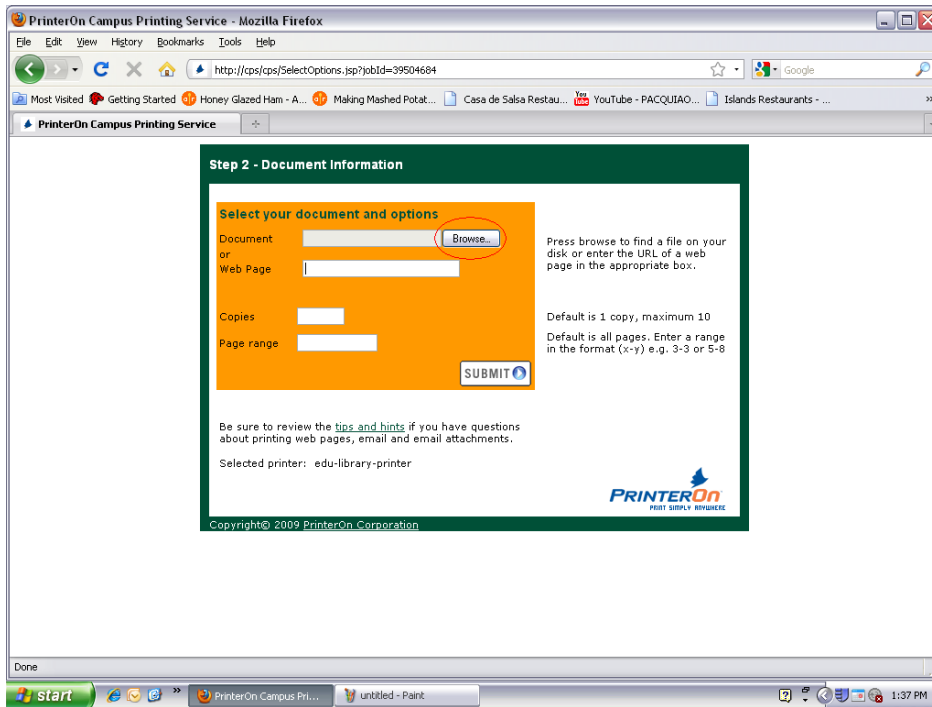 PrinterOn Campus Printing Service - Mozilla Firefox
File Edit View History Bookmarks Tools Help
http://cps/cps/SelectOptions.jsp?jobId=39504684
Google
Most Visited Getting Started Honey Glazed Ham - A... Making Mashed Potat... Casa de Salsa Restau... YouTube - PACQUIAO... Islands Restaurants - ...
PrinterOn Campus Printing Service
Step 2 - Document Information
Select your document and options
Document Browse...
or
Web Page
Press browse to find a file on your
disk or enter the URL of a web
page in the appropriate box.
Copies
Default is 1 copy, maximum 10
Page range
Default is all pages. Enter a range
in the format (x-y) e.g. 3-3 or 5-8
SUBMIT
Be sure to review the tips and hints if you have questions
about printing web pages, email and email attachments.
Selected printer: edu-library-printer
PRINTERON
PRINT SIMPLY ANYWHERE
Copyright© 2009 PrinterOn Corporation
Done
start PrinterOn Campus Pri... untitled - Paint 1:37 PM